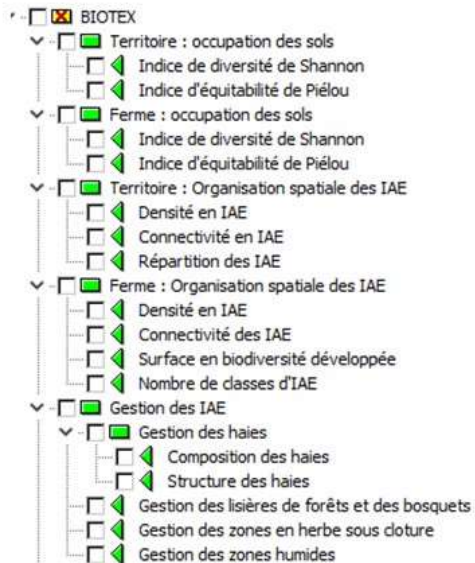 BIOTEX
Territoire : occupation des sols
Indice de diversité de Shannon
Indice d'équitabilité de Piélou
Ferme : occupation des sols
Indice de diversité de Shannon
Indice d'équitabilité de Piélou
Territoire : Organisation spatiale des IAE
Densité en IAE
Connectivité en IAE
Répartition des IAE
Ferme : Organisation spatiale des IAE
Densité en IAE
Connectivité des IAE
Surface en biodiversité développée
Nombre de classes d'IAE
Gestion des IAE
Gestion des haies
Composition des haies
Structure des haies
Gestion des lisières de forêts et des bosquets
Gestion des zones en herbe sous cloture
Gestion des zones humides